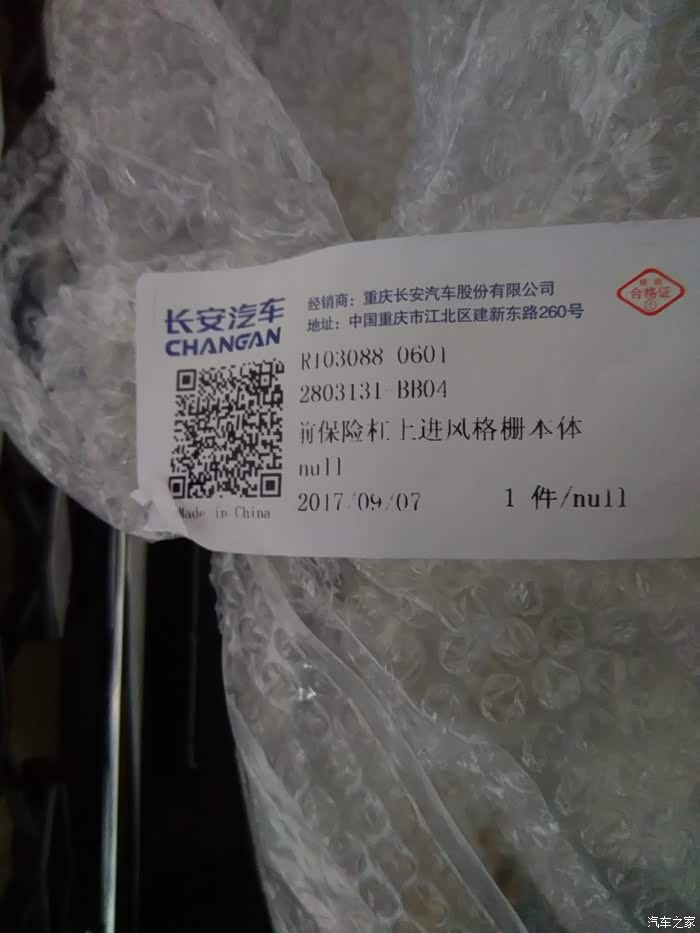 长安汽车
CHANGAN
经销商：重庆长安汽车股份有限公司
地址：中国重庆市江北区建新东路260号
合格证
R103088 0601
2803131-BB04
前保险杠上进风格栅本体
null
2017/09/07
1 件/null
Made in China
汽车之家